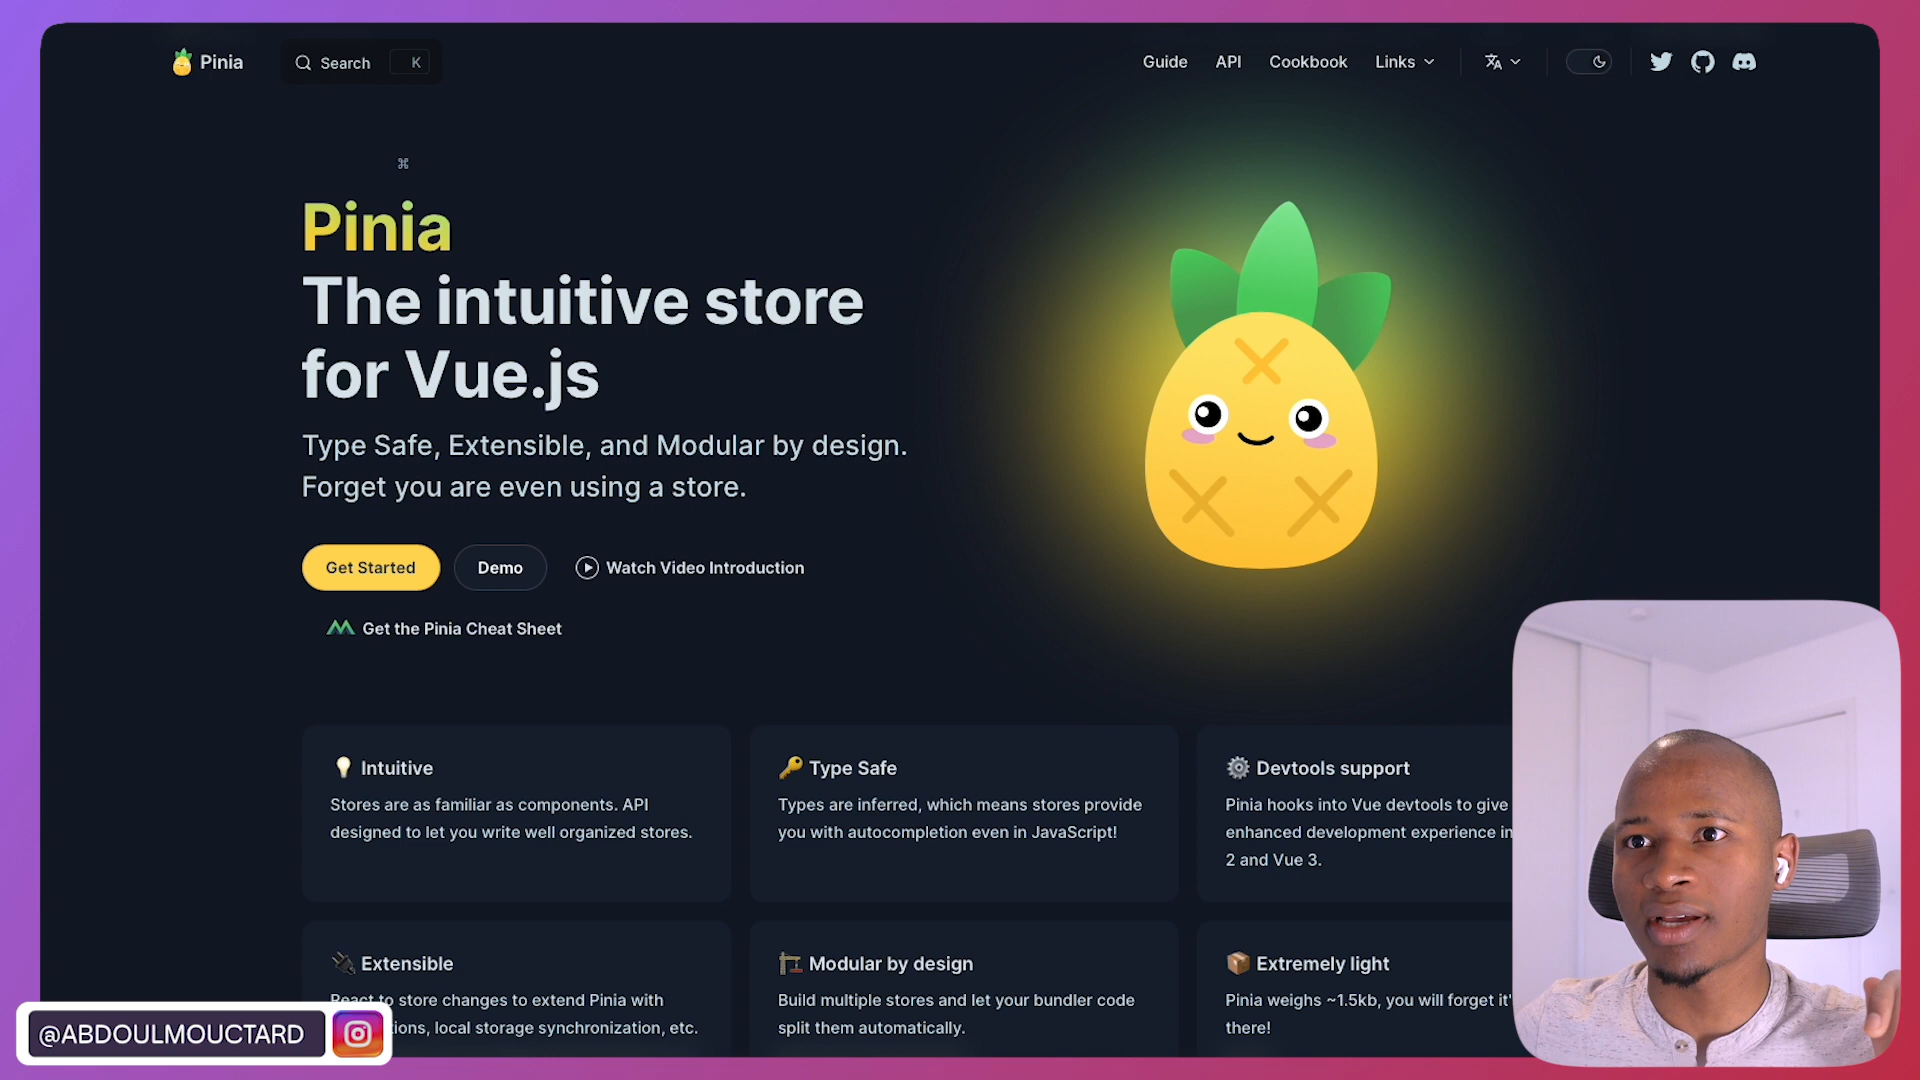 Pinia
Search K
Guide API Cookbook Links
⌘
Pinia
The intuitive store
for Vue.js
Type Safe, Extensible, and Modular by design.
Forget you are even using a store.
Get Started Demo Watch Video Introduction
Get the Pinia Cheat Sheet
Intuitive
Stores are as familiar as components. API
designed to let you write well organized stores.
Type Safe
Types are inferred, which means stores provide
you with autocompletion even in JavaScript!
Devtools support
Pinia hooks into Vue devtools to give
enhanced development experience in
2 and Vue 3.
Extensible
React to store changes to extend Pinia with
local storage synchronization, etc.
Modular by design
Build multiple stores and let your bundler code
split them automatically.
Extremely light
Pinia weighs ~1.5kb, you will forget it'
there!
@ABDOULMOUCTARD